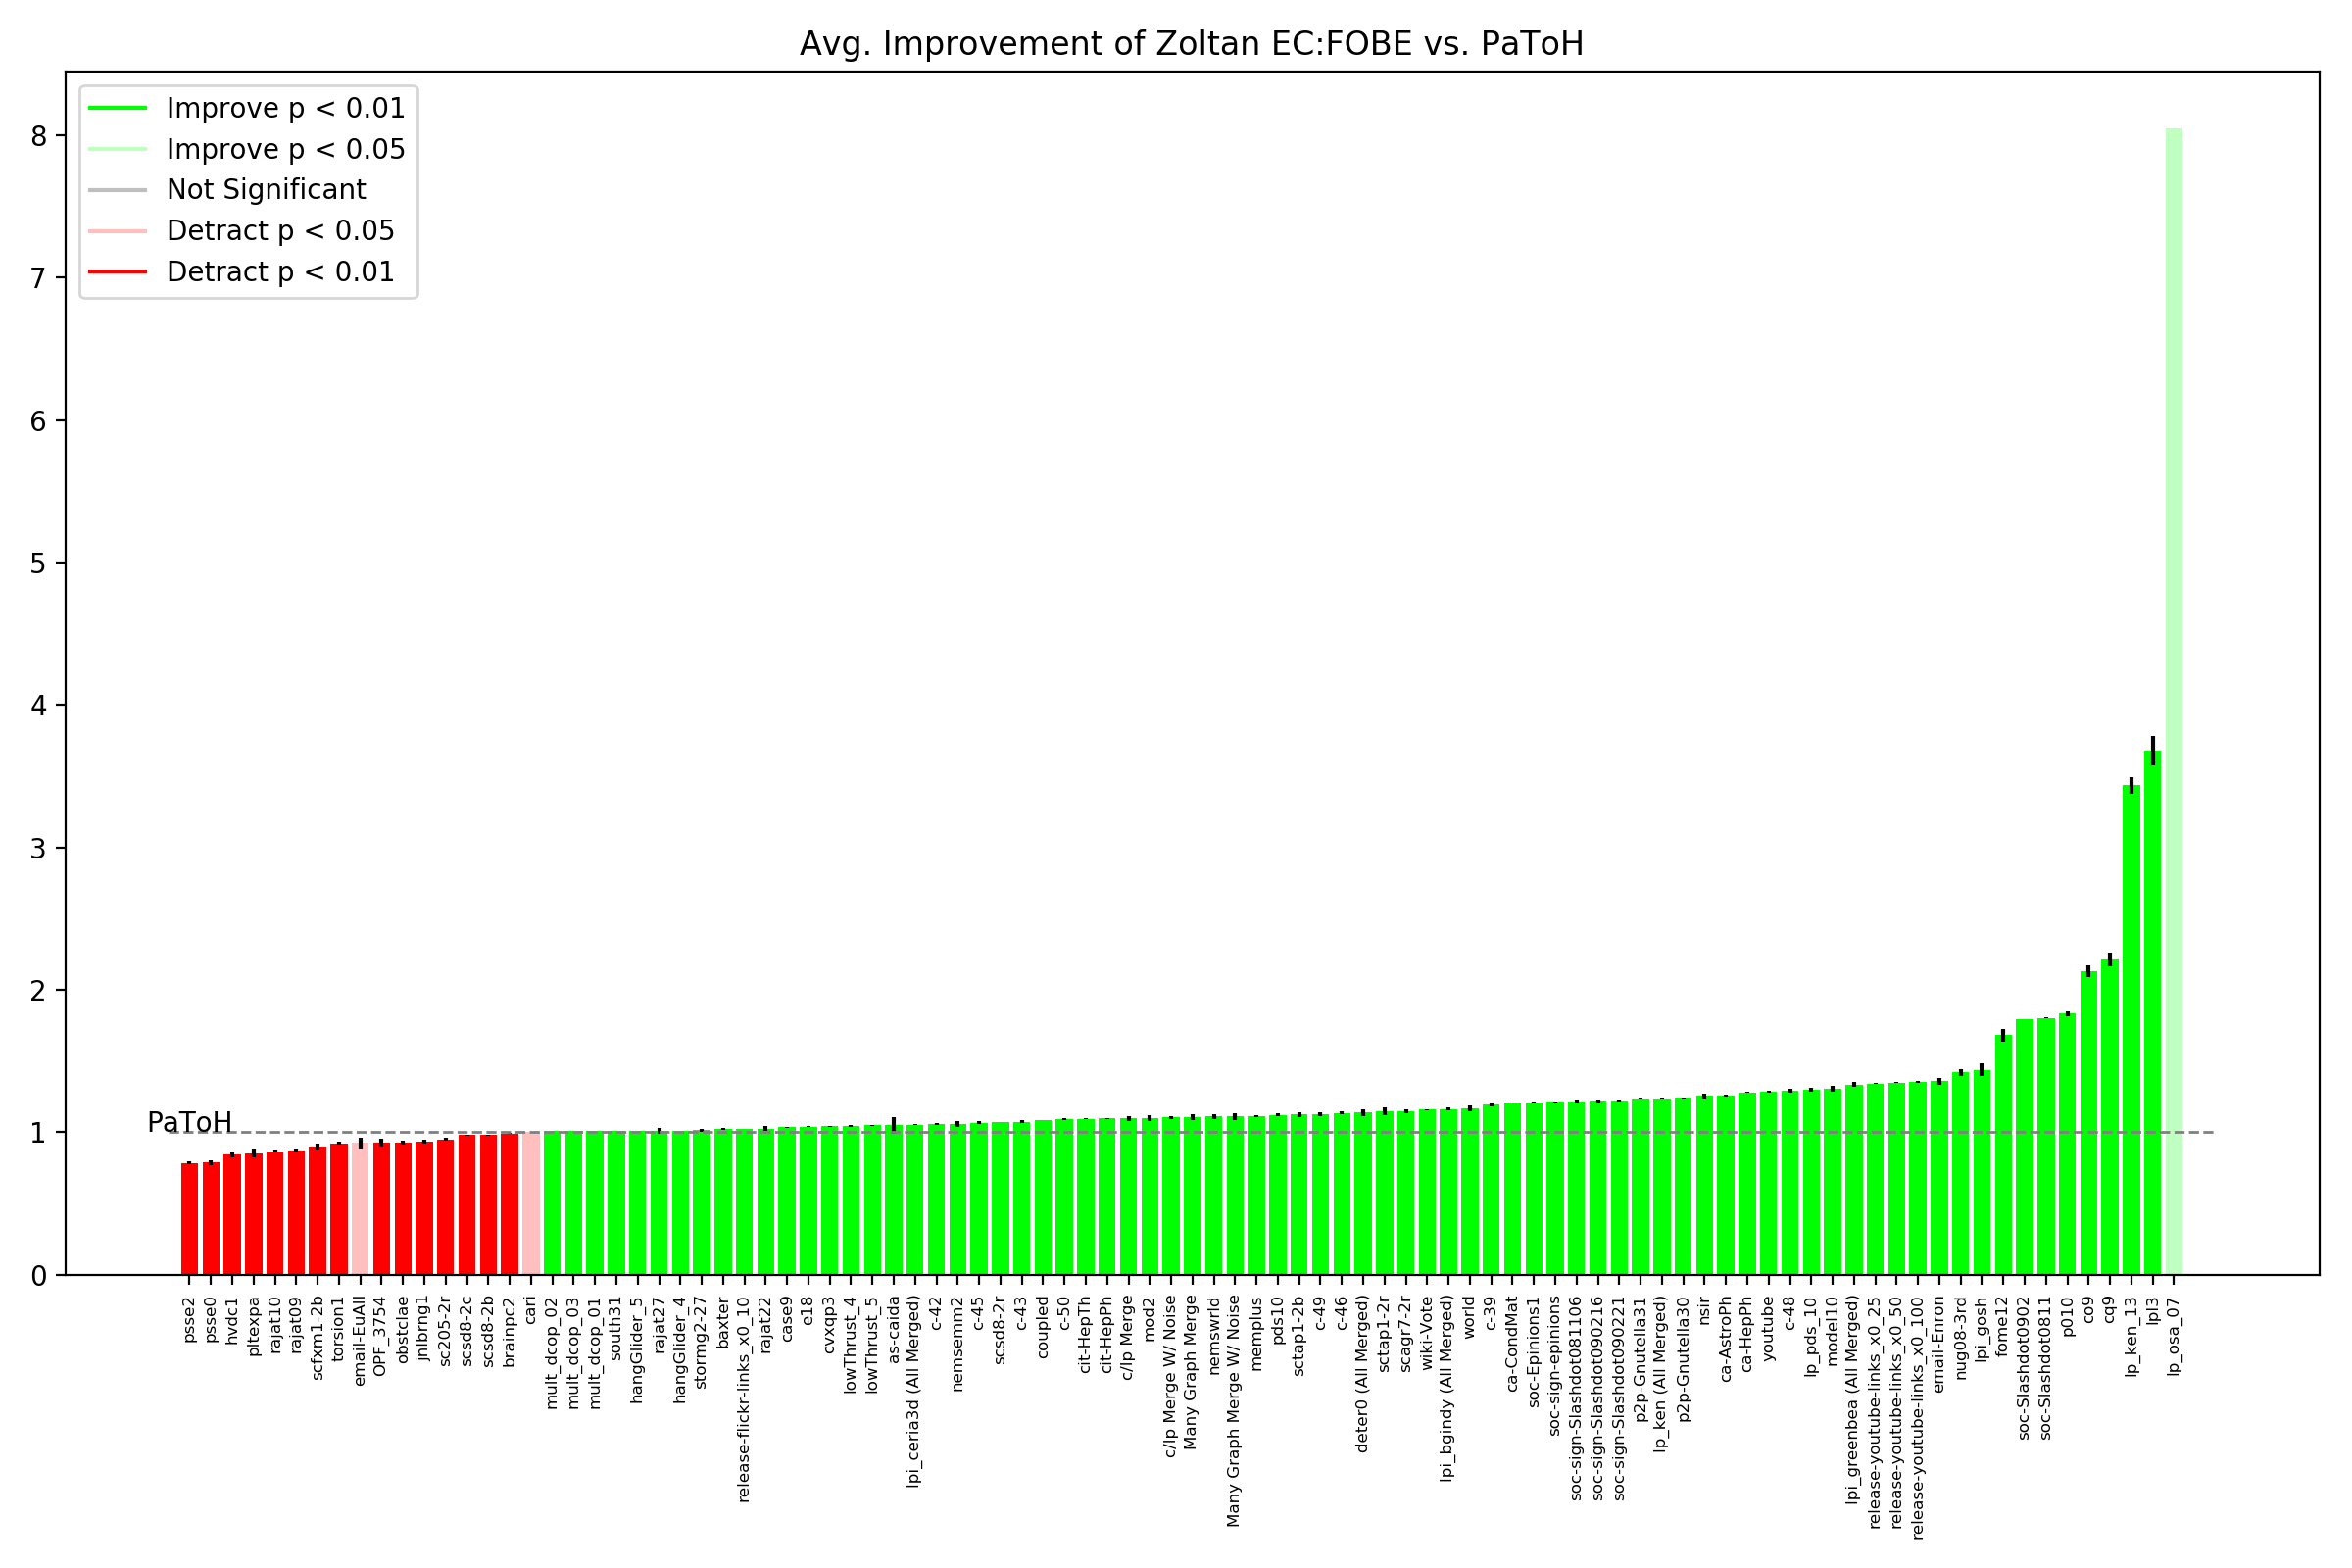 Avg. Improvement of Zoltan EC:FOBE vs. PaToH
Improve p < 0.01
Improve p < 0.05
Not Significant
Detract p < 0.05
Detract p < 0.01
8
7
6
5
4
3
2
1
0
PaToH
psse2
psse0
hvdc1
pltexpa
rajat10
rajat09
scfxm1-2b
torsion1
email-EuAll
OPF_3754
obstclae
jnlbrng1
sc205-2r
scsd8-2c
scsd8-2b
brainpc2
cari
mult_dcop_02
mult_dcop_03
mult_dcop_01
south31
hangGlider_5
rajat27
hangGlider_4
stormg2-27
baxter
release-flickr-links_x0_10
rajat22
case9
e18
cvxqp3
lowThrust_4
lowThrust_5
as-caida
lpi_ceria3d (All Merged)
c-42
nemsemm2
c-45
scsd8-2r
c-43
coupled
c-50
cit-HepTh
cit-HepPh
c/lp Merge
mod2
c/lp Merge W/ Noise
Many Graph Merge
nemswrld
Many Graph Merge W/ Noise
memplus
pds10
sctap1-2b
c-49
c-46
deter0 (All Merged)
sctap1-2r
scagr7-2r
wiki-Vote
lpi_bgindy (All Merged)
world
c-39
ca-CondMat
soc-Epinions1
soc-sign-epinions
soc-sign-Slashdot081106
soc-sign-Slashdot090216
soc-sign-Slashdot090221
p2p-Gnutella31
lp_ken (All Merged)
p2p-Gnutella30
nsir
ca-AstroPh
ca-HepPh
youtube
c-48
lp_pds_10
model10
lpi_greenbea (All Merged)
release-youtube-links_x0_25
release-youtube-links_x0_50
release-youtube-links_x0_100
email-Enron
nug08-3rd
lpi_gosh
fome12
soc-Slashdot0902
soc-Slashdot0811
p010
co9
cq9
lp_ken_13
lpl3
lp_osa_07